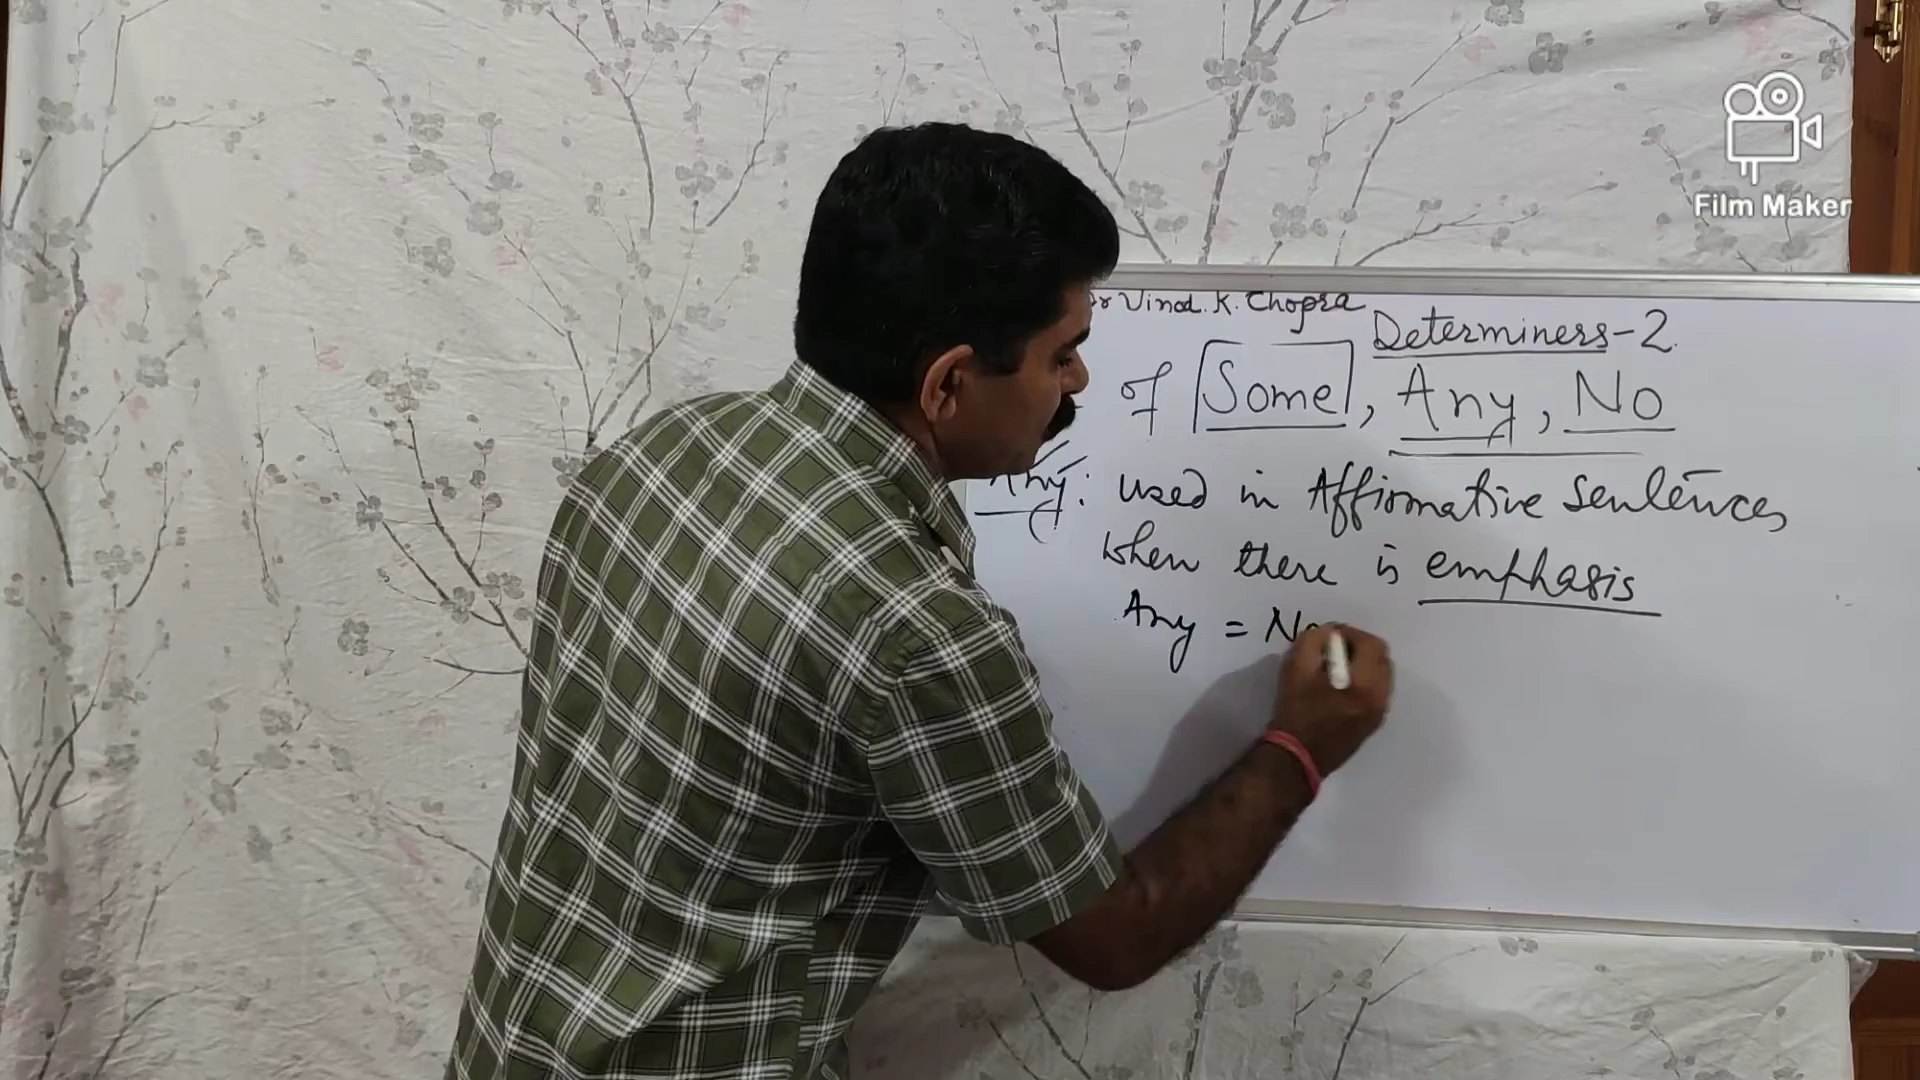 Film Maker
Dr Vinod. K. Chopra
Determiners-2.
of Some, Any, No
Any: used in Affirmative Sentences
when there is emphasis
Any = No